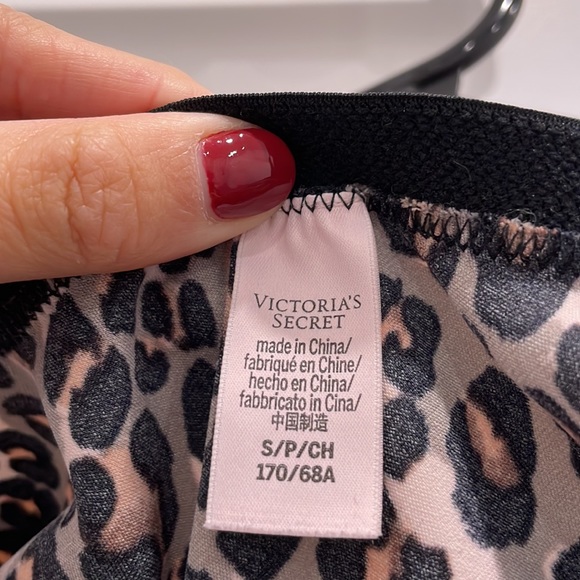 VICTORIA'S
SECRET
made in China/
fabriqué en Chine/
hecho en China/
fabbricato in Cina/
中国制造
S/P/CH
170/68A